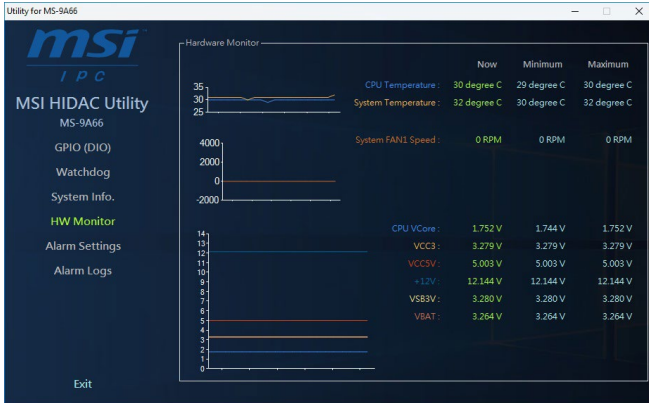 Utility for MS-9A66
msi
IPC
MSI HIDAC Utility
MS-9A66
GPIO (DIO)
Watchdog
System Info.
HW Monitor
Alarm Settings
Alarm Logs
Exit
Hardware Monitor
Now Minimum Maximum
CPU Temperature : 30 degree C 29 degree C 30 degree C
System Temperature : 32 degree C 30 degree C 32 degree C
35
30
25
System FAN1 Speed : 0 RPM 0 RPM 0 RPM
4000
2000
0
-2000
CPU VCore : 1.752 V 1.744 V 1.752 V
VCC3 : 3.279 V 3.279 V 3.279 V
VCC5V : 5.003 V 5.003 V 5.003 V
+12V : 12.144 V 12.144 V 12.144 V
VSB3V : 3.280 V 3.280 V 3.280 V
VBAT : 3.264 V 3.264 V 3.264 V
14
13
12
11
10
9
8
7
6
5
4
3
2
1
0